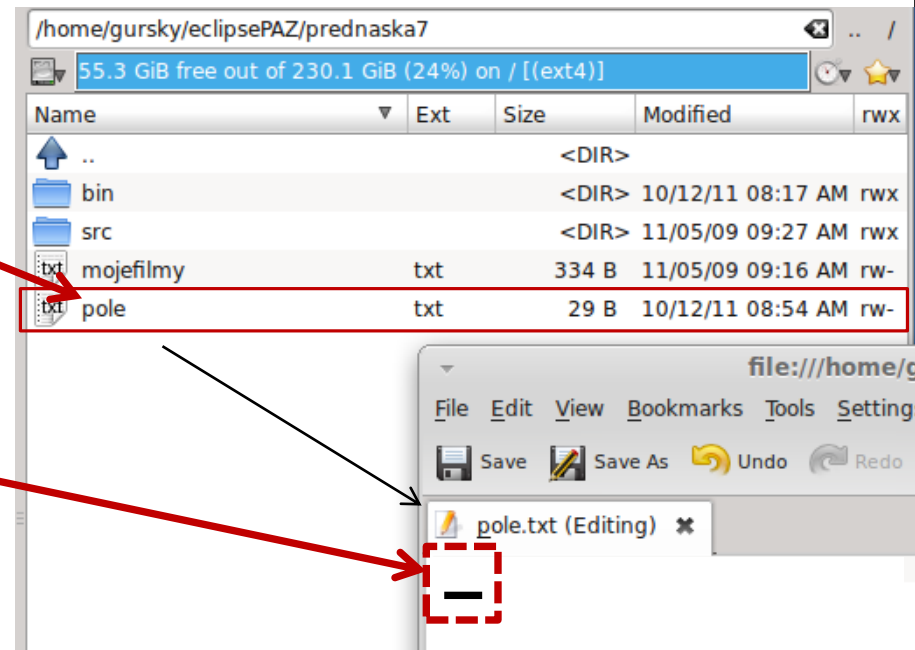 /home/gursky/eclipsePAZ/prednaska7 .. /
55.3 GiB free out of 230.1 GiB (24%) on / [(ext4)]
Name Ext Size Modified rwx
.. <DIR>
bin <DIR> 10/12/11 08:17 AM rwx
src <DIR> 11/05/09 09:27 AM rwx
txt mojefilmy txt 334 B 11/05/09 09:16 AM rw-
txt pole txt 29 B 10/12/11 08:54 AM rw-
file:///home/g
File Edit View Bookmarks Tools Setting
Save Save As Undo Redo
pole.txt (Editing)